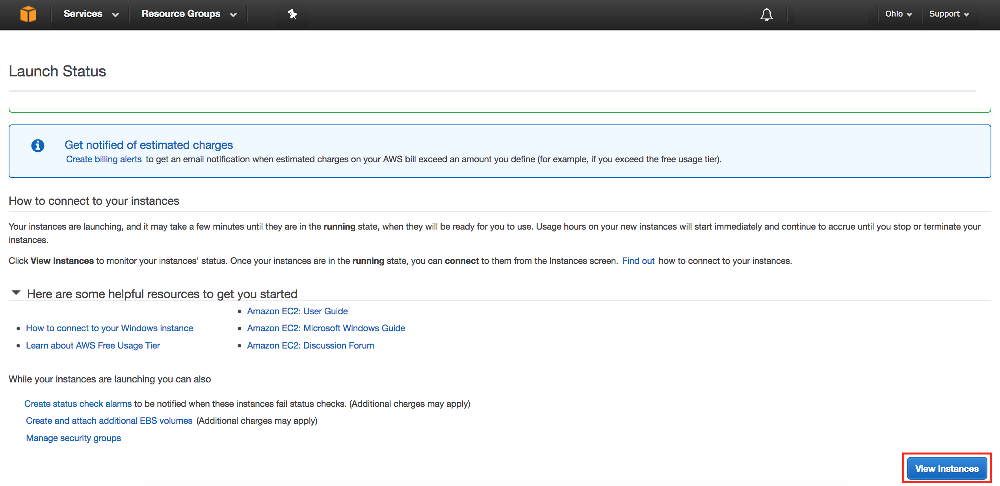 Services Resource Groups Ohio Support
Launch Status
Get notified of estimated charges
Create billing alerts to get an email notification when estimated charges on your AWS bill exceed an amount you define (for example, if you exceed the free usage tier).
How to connect to your instances
Your instances are launching, and it may take a few minutes until they are in the running state, when they will be ready for you to use. Usage hours on your new instances will start immediately and continue to accrue until you stop or terminate your
instances.
Click View Instances to monitor your instances' status. Once your instances are in the running state, you can connect to them from the Instances screen. Find out how to connect to your instances.
Here are some helpful resources to get you started
• Amazon EC2: User Guide
• How to connect to your Windows instance • Amazon EC2: Microsoft Windows Guide
• Learn about AWS Free Usage Tier • Amazon EC2: Discussion Forum
While your instances are launching you can also
Create status check alarms to be notified when these instances fail status checks. (Additional charges may apply)
Create and attach additional EBS volumes (Additional charges may apply)
Manage security groups
View Instances